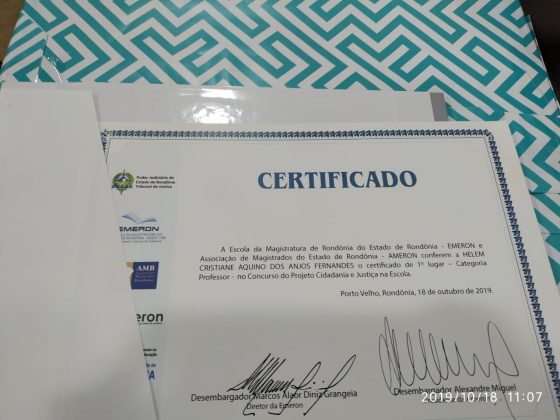 Poder Judiciário do
Estado de Rondônia
Tribunal de Justiça
CERTIFICADO
EMERON
A Escola da Magistratura de Rondônia do Estado de Rondônia - EMERON e
Associação de Magistrados do Estado de Rondônia - AMERON conferem a HELEM
CRISTIANE AQUINO DOS ANJOS FERNANDES o certificado de 1º lugar – Categoria
Professor - no Concurso do Projeto Cidadania e Justiça na Escola.
AMB
Porto Velho, Rondônia, 18 de outubro de 2019.
eron
Desembargador Marcos Alaor Diniz Grangeia
Diretor da Emeron
Desembargador Alexandre Miguel
2019/10/18 11:07